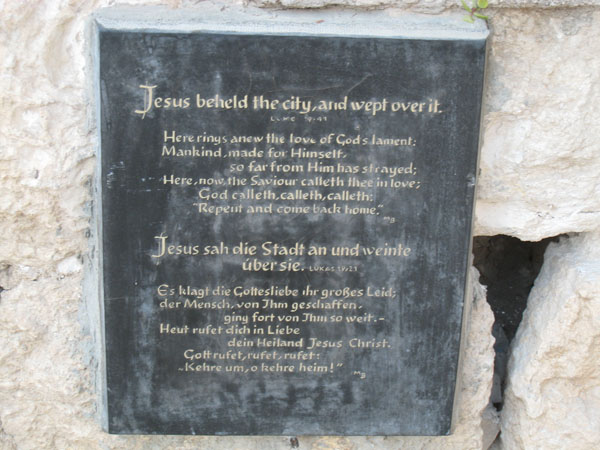 Jesus beheld the city, and wept over it.
LUKE 19:41
Here rings anew the love of God's lament:
Mankind, made for Himself,
so far from Him has strayed;
Here, now the Saviour calleth thee in love;
God calleth, calleth, calleth:
"Repent and come back home."
MB
Jesus sah die Stadt an und weinte
über sie. LUKAS
Es klagt die Gottesliebe ihr großes Leid;
der Mensch, von Ihm geschaffen,
ging fort von Ihm so weit.-
Heut rufet dich in Liebe
dein Heiland Jesus Christ.
Gott rufet, rufet, rufet:
„Kehre um, o kehre heim!"
MB